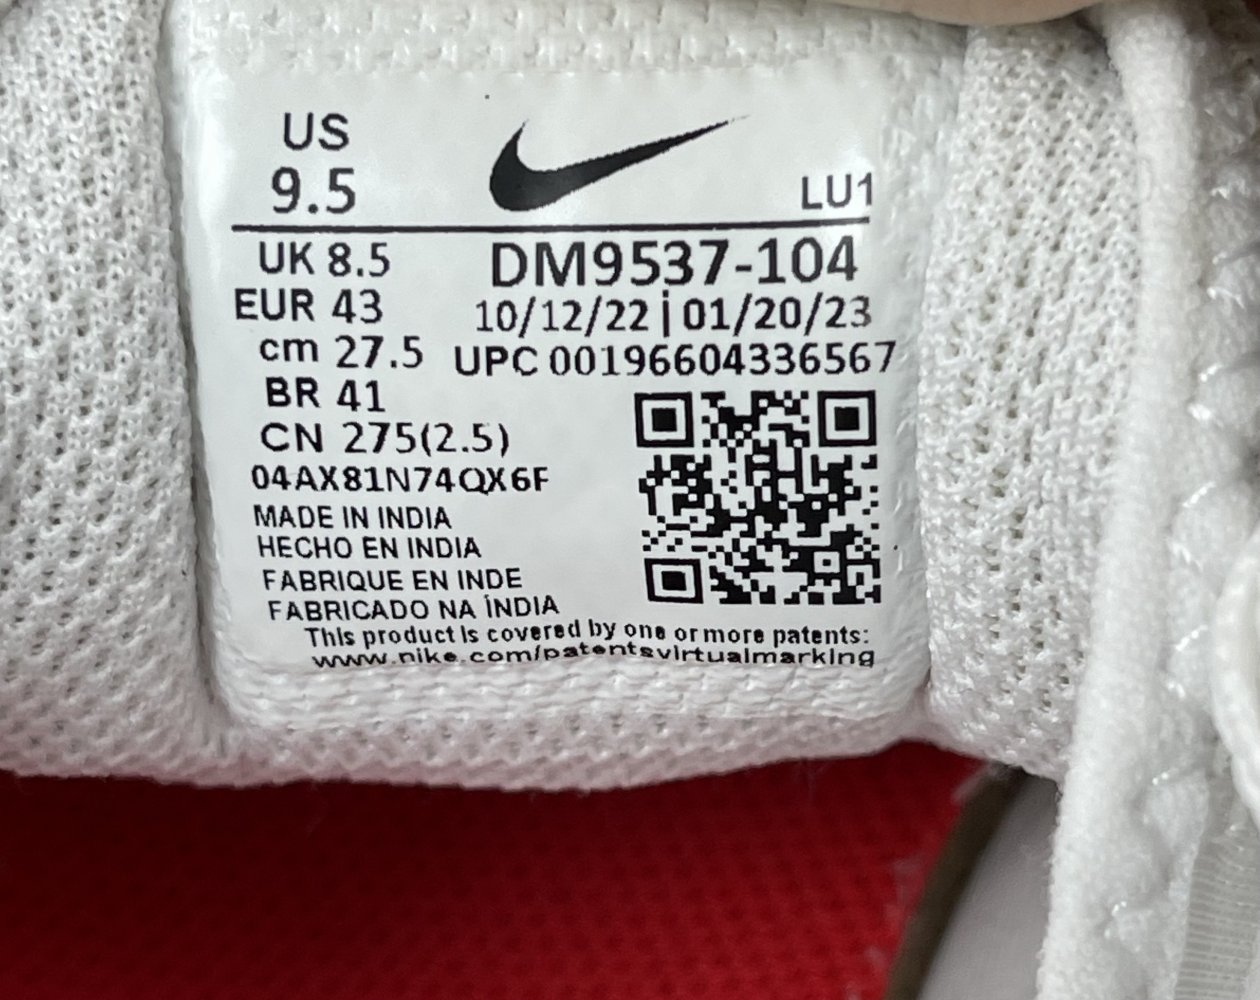 US
9.5
LU1
UK 8.5
DM9537-104
EUR 43
10/12/22 | 01/20/23
cm 27.5
UPC 00196604336567
BR 41
CN 275(2.5)
04AX81N74QX6F
MADE IN INDIA
HECHO EN INDIA
FABRIQUE EN INDE
FABRICADO NA ÍNDIA
This product is covered by one or more patents:
www.nike.com/patentsvirtualmarking